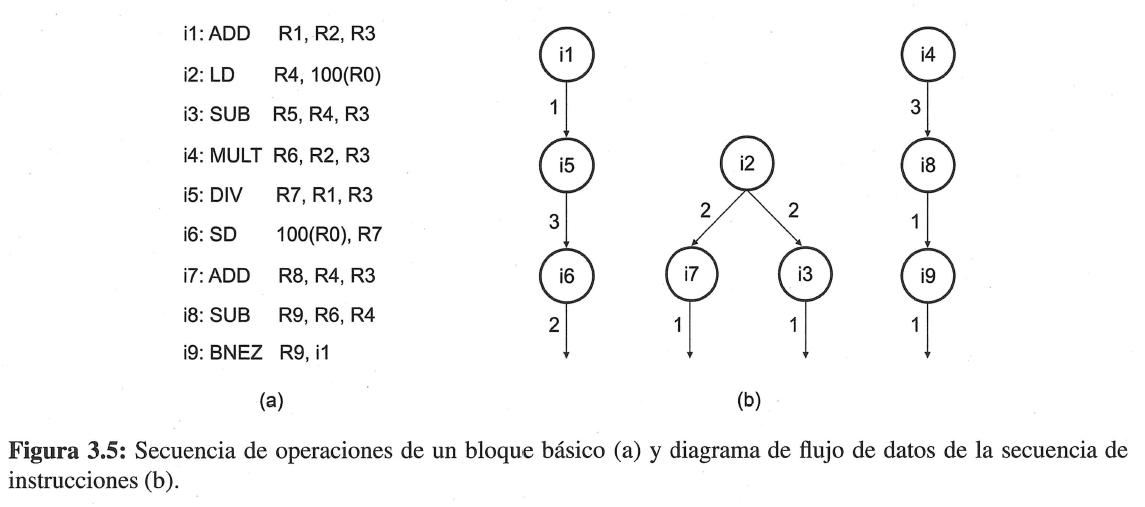 i1: ADD R1, R2, R3
i2: LD R4, 100(R0)
i3: SUB R5, R4, R3
i4: MULT R6, R2, R3
i5: DIV R7, R1, R3
i6: SD 100(R0), R7
i7: ADD R8, R4, R3
i8: SUB R9, R6, R4
i9: BNEZ R9, i1
(a)
i1
1
i5
3
i6
2
i2
2 2
i7 i3
1 1
i4
3
i8
1
i9
1
(b)
Figura 3.5: Secuencia de operaciones de un bloque básico (a) y diagrama de flujo de datos de la secuencia de
instrucciones (b).